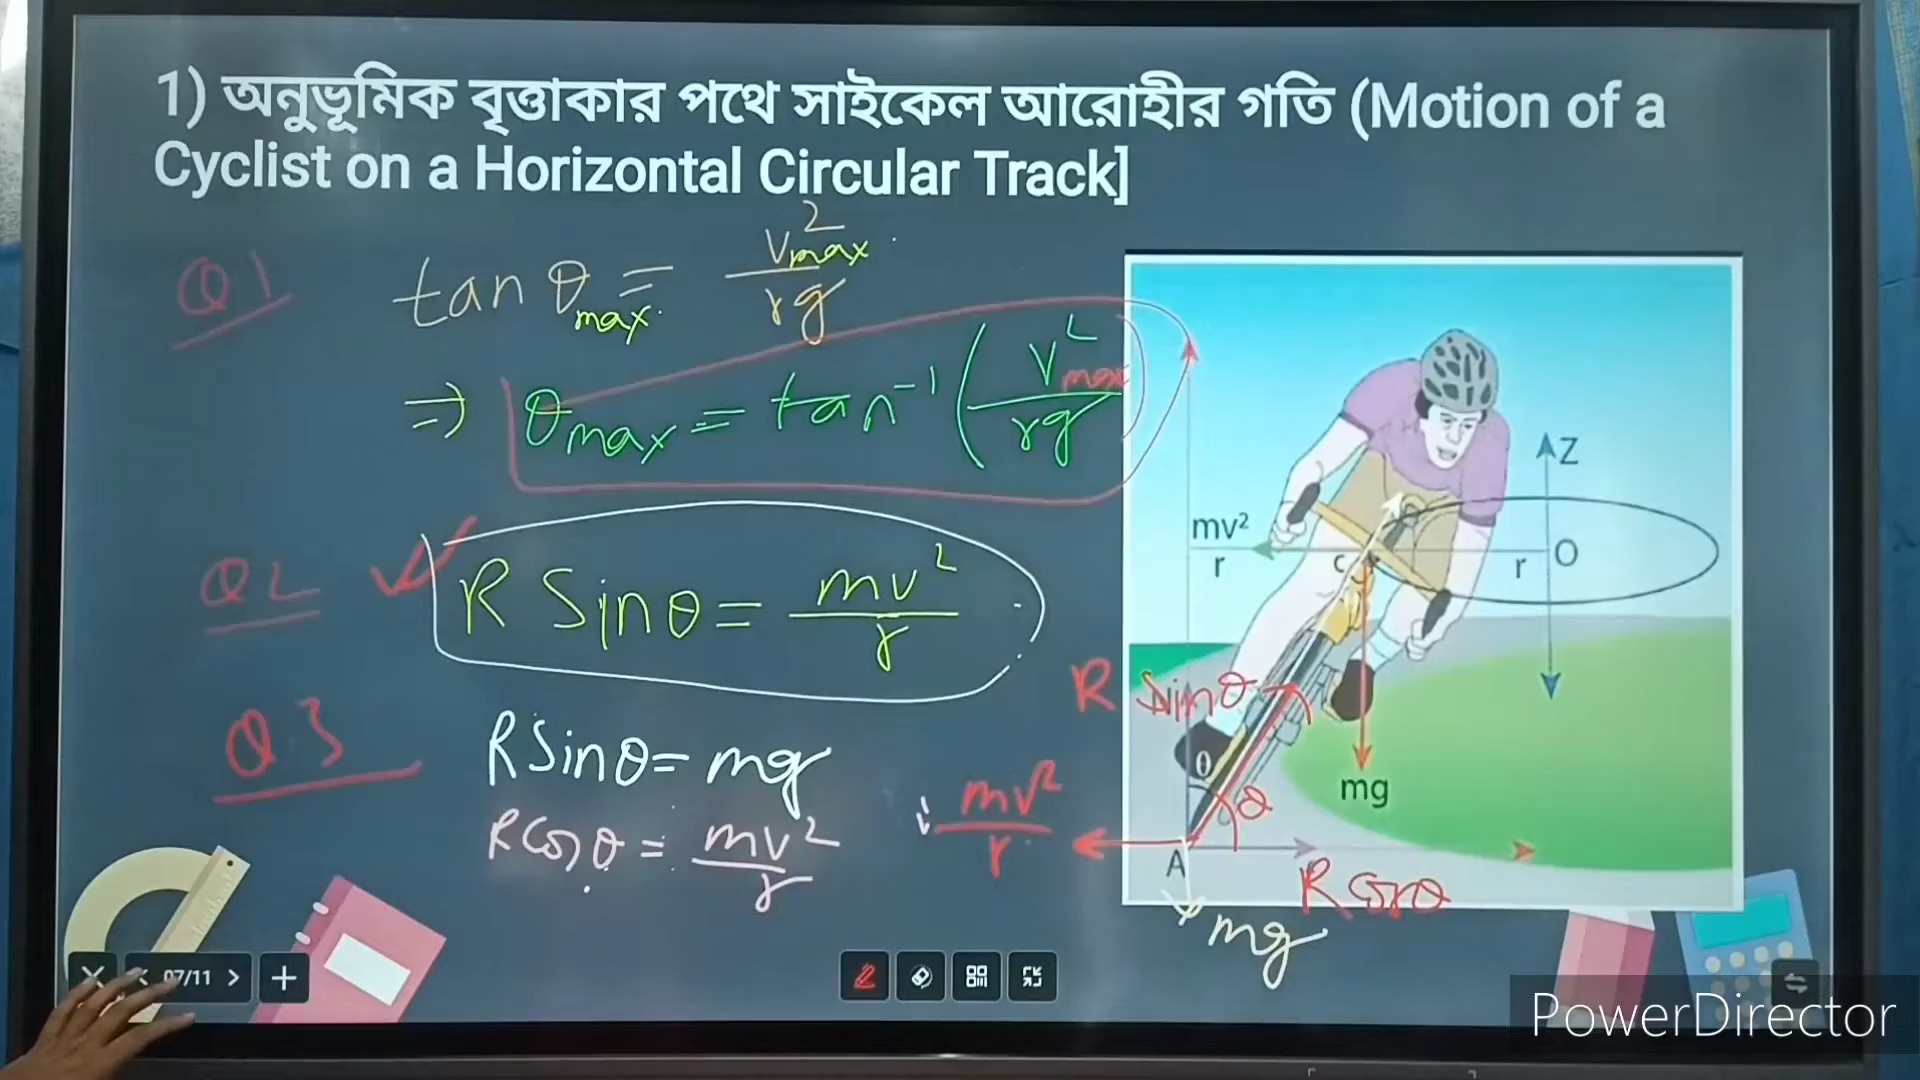 1) অনুভূমিক বৃত্তাকার পথে সাইকেল আরোহীর গতি (Motion of a
Cyclist on a Horizontal Circular Track]
Q1
tan θmax = v²max / rg
⇒ θmax = tan⁻¹ (v²max / rg)
Q2
R Sinθ = mv² / r
Q3
R Sinθ = mg
R Cosθ = mv² / r
mv² / r
R Sinθ
R Cosθ
θ
mg
mv²
r
C
r
O
Z
θ
mg
A
07/11
PowerDirector